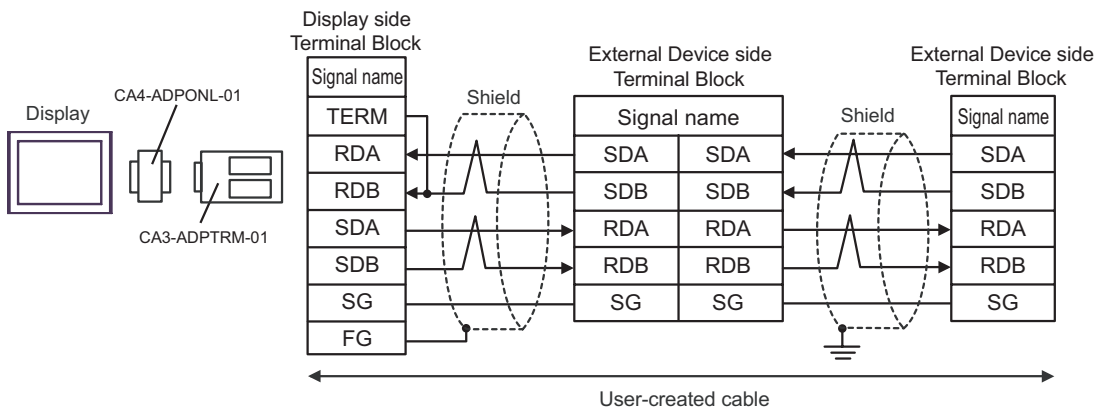 Display
CA4-ADPONL-01
CA3-ADPTRM-01
Display side
Terminal Block
Signal name
TERM
RDA
RDB
SDA
SDB
SG
FG
Shield
External Device side
Terminal Block
Signal name
SDA SDA
SDB SDB
RDA RDA
RDB RDB
SG SG
Shield
External Device side
Terminal Block
Signal name
SDA
SDB
RDA
RDB
SG
User-created cable